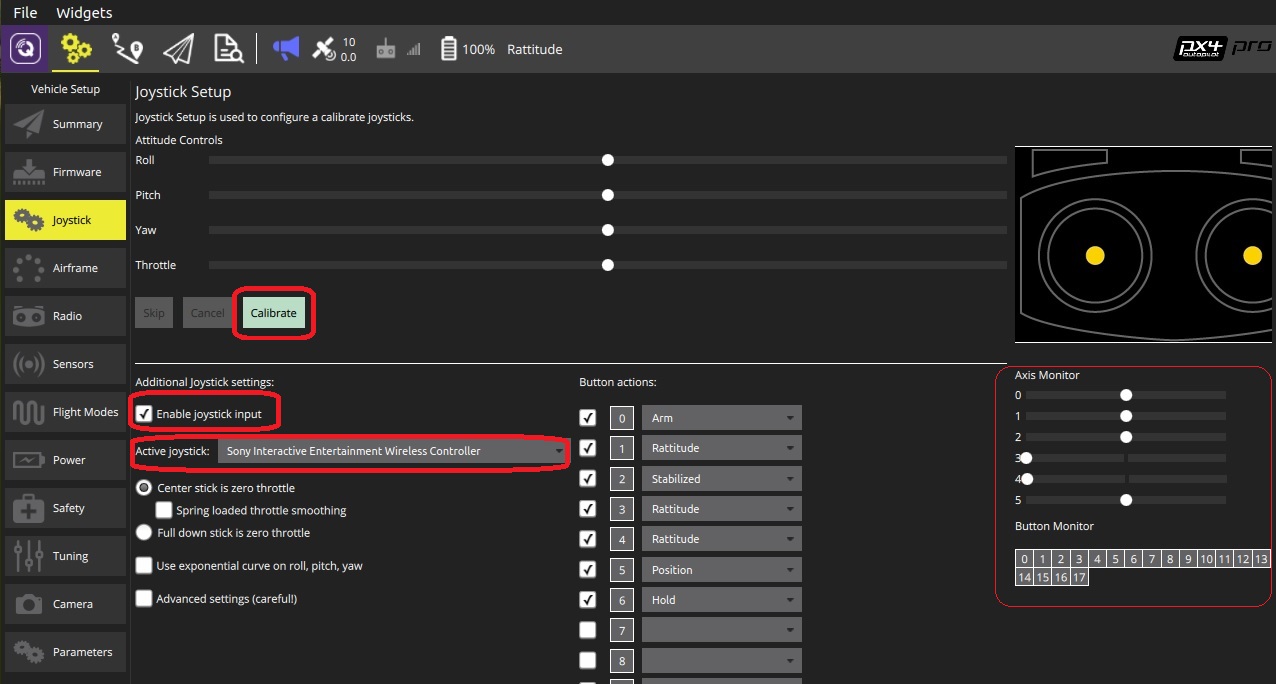 File Widgets
10
0.0
100% Rattitude
px4 pro
autopilot
Vehicle Setup
Summary
Firmware
Joystick
Airframe
Radio
Sensors
Flight Modes
Power
Safety
Tuning
Camera
Parameters
Joystick Setup
Joystick Setup is used to configure a calibrate joysticks.
Attitude Controls
Roll
Pitch
Yaw
Throttle
Skip Cancel Calibrate
Additional Joystick settings:
Enable joystick input
Active joystick: Sony Interactive Entertainment Wireless Controller
Center stick is zero throttle
Spring loaded throttle smoothing
Full down stick is zero throttle
Use exponential curve on roll, pitch, yaw
Advanced settings (careful!)
Button actions:
0 Arm
1 Rattitude
2 Stabilized
3 Rattitude
4 Rattitude
5 Position
6 Hold
7
8
Axis Monitor
0
1
2
3
4
5
Button Monitor
0 1 2 3 4 5 6 7 8 9 10 11 12 13
14 15 16 17